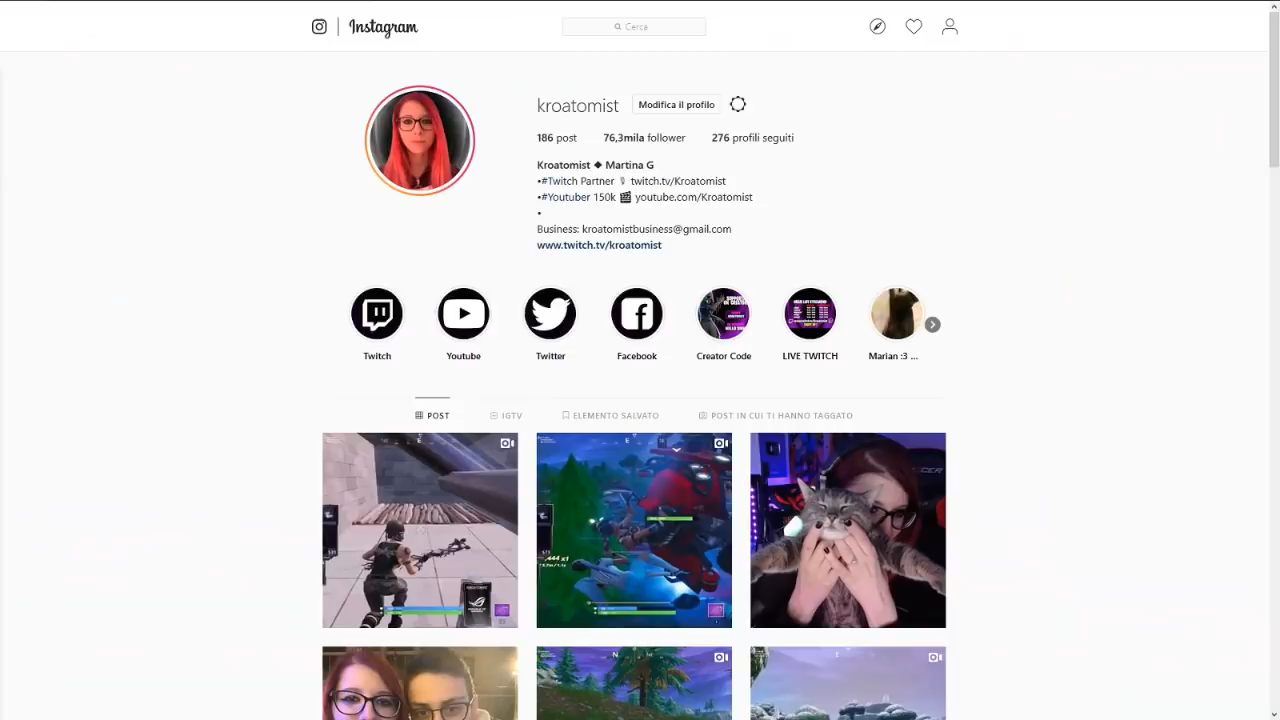 Instagram
Cerca
kroatomist Modifica il profilo
186 post 76,3mila follower 276 profili seguiti
Kroatomist ◆ Martina G
•#Twitch Partner 🎙 twitch.tv/Kroatomist
•#Youtuber 150k 🎬 youtube.com/Kroatomist
•
Business: kroatomistbusiness@gmail.com
www.twitch.tv/kroatomist
Twitch Youtube Twitter Facebook Creator Code LIVE TWITCH Marian :3 ...
POST IGTV ELEMENTO SALVATO POST IN CUI TI HANNO TAGGATO